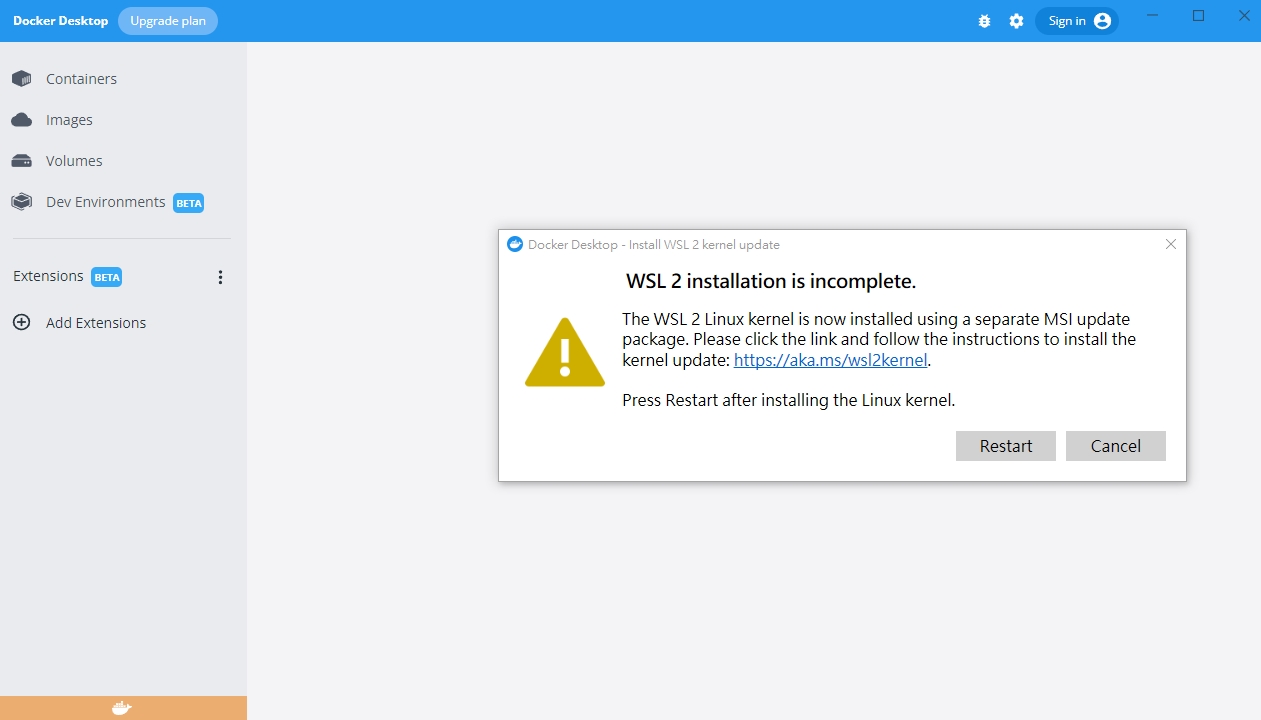 Docker Desktop
Upgrade plan
Sign in
Containers
Images
Volumes
Dev Environments BETA
Extensions BETA
Add Extensions
Docker Desktop - Install WSL 2 kernel update
WSL 2 installation is incomplete.
The WSL 2 Linux kernel is now installed using a separate MSI update
package. Please click the link and follow the instructions to install the
kernel update: https://aka.ms/wsl2kernel.
Press Restart after installing the Linux kernel.
Restart
Cancel